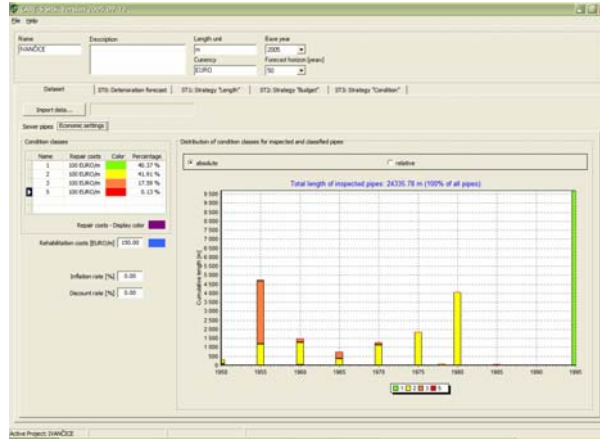 CARE-S
File Help
Name Description Length unit Base year
IVANČICE m 2005
Currency Forecast horizon [years]
EURO 50
Dataset ST0: Deterioration forecast ST1: Strategy "Length" ST2: Strategy "Budget" ST3: Strategy "Condition"
Import data...
Sewer pipes Economic settings
Condition classes
Name Repair costs Color Percentage
1 100 EURO/m 40.37 %
2 100 EURO/m 41.91 %
3 100 EURO/m 17.59 %
5 100 EURO/m 0.13 %
Repair costs - Display color
Rehabilitation costs [EURO/m] 150.00
Inflation rate [%] 0.00
Discount rate [%] 0.00
Distribution of condition classes for inspected and classified pipes
absolute relative
Total length of inspected pipes: 24335.78 m (100% of all pipes)
Cumulative length [m]
9 500
9 000
8 500
8 000
7 500
7 000
6 500
6 000
5 500
5 000
4 500
4 000
3 500
3 000
2 500
2 000
1 500
1 000
500
0
1950 1955 1960 1965 1970 1975 1980 1985 1990 1995
1 2 3 5
Active Project: IVANČICE